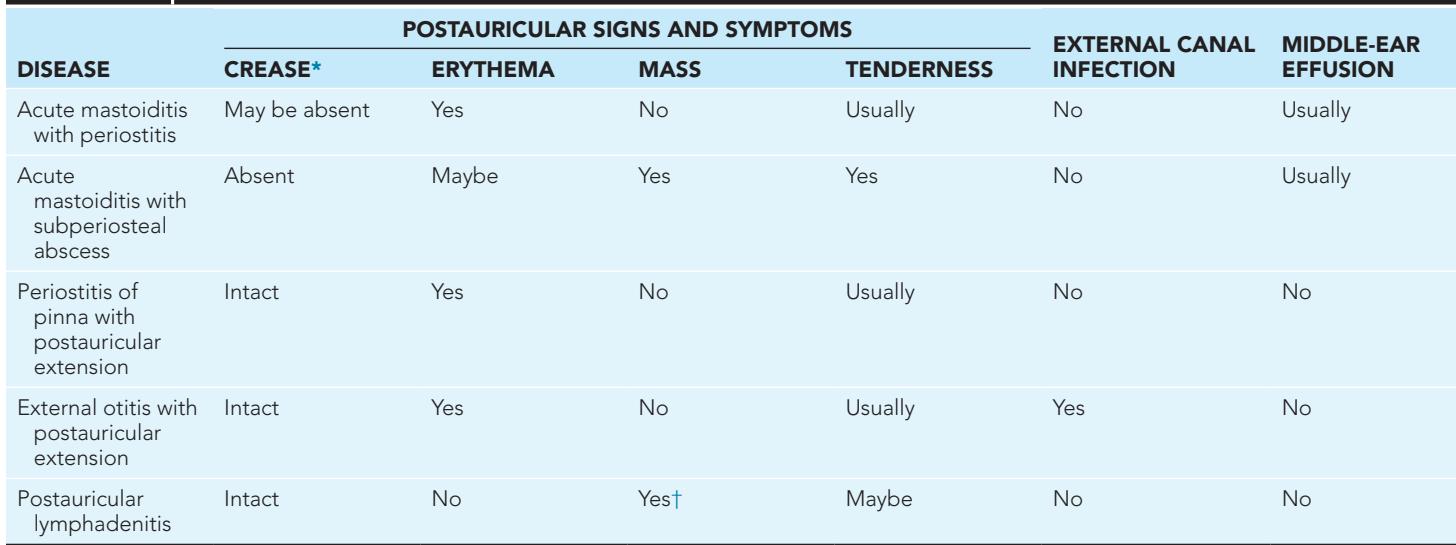 POSTAURICULAR SIGNS AND SYMPTOMS
EXTERNAL CANAL INFECTION
MIDDLE-EAR EFFUSION
DISEASE CREASE* ERYTHEMA MASS TENDERNESS
Acute mastoiditis May be absent Yes No Usually No Usually
with periostitis
Acute Absent Maybe Yes Yes No Usually
mastoiditis with
subperiosteal
abscess
Periostitis of Intact Yes No Usually No No
pinna with
postauricular
extension
External otitis with Intact Yes No Usually Yes No
postauricular
extension
Postauricular Intact No Yes† Maybe No No
lymphadenitis